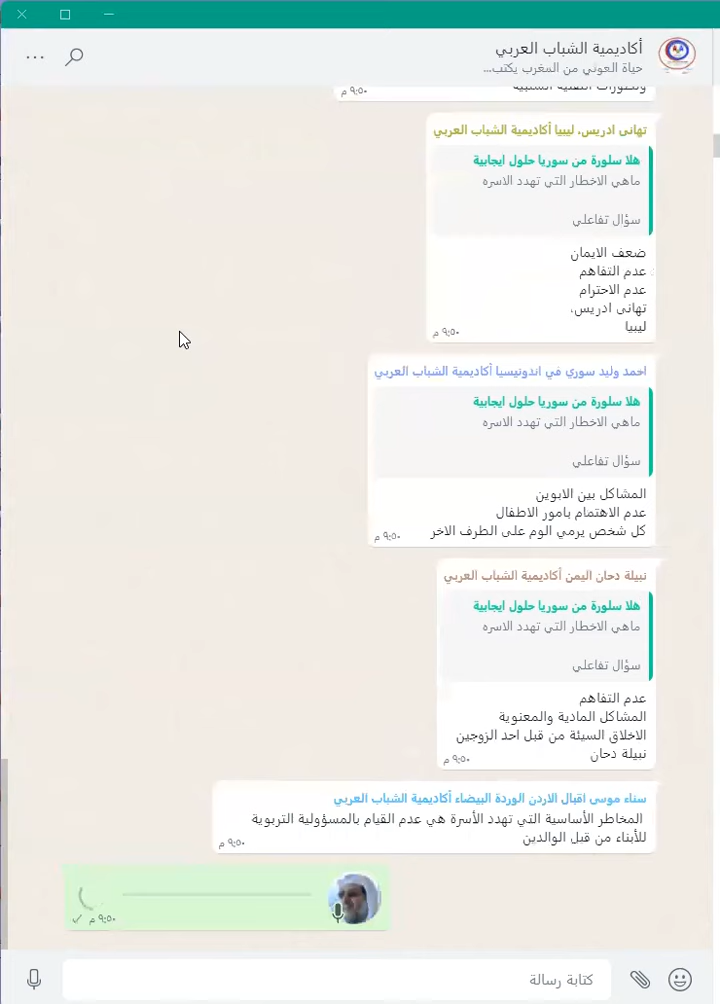 أكاديمية الشباب العربي
حياة العوني من المغرب يكتب...
٩:٥٠ م
تهانى ادريس، ليبيا أكاديمية الشباب العربي
هلا سلورة من سوريا حلول ايجابية
ماهي الاخطار التي تهدد الاسره
سؤال تفاعلي
ضعف الايمان
عدم التفاهم
عدم الاحترام
تهانى ادريس،
ليبيا
٩:٥٠ م
احمد وليد سوري في اندونيسيا أكاديمية الشباب العربي
هلا سلورة من سوريا حلول ايجابية
ماهي الاخطار التي تهدد الاسره
سؤال تفاعلي
المشاكل بين الابوين
عدم الاهتمام بامور الاطفال
كل شخص يرمي الوم على الطرف الاخر
٩:٥٠ م
نبيلة دحان اليمن أكاديمية الشباب العربي
هلا سلورة من سوريا حلول ايجابية
ماهي الاخطار التي تهدد الاسره
سؤال تفاعلي
عدم التفاهم
المشاكل المادية والمعنوية
الاخلاق السيئة من قبل احد الزوجين
نبيلة دحان
٩:٥٠ م
سناء موسى اقبال الاردن الوردة البيضاء أكاديمية الشباب العربي
المخاطر الأساسية التي تهدد الأسرة هي عدم القيام بالمسؤولية التربوية
للأبناء من قبل الوالدين
٩:٥٠ م
٩:٥٠ م
كتابة رسالة